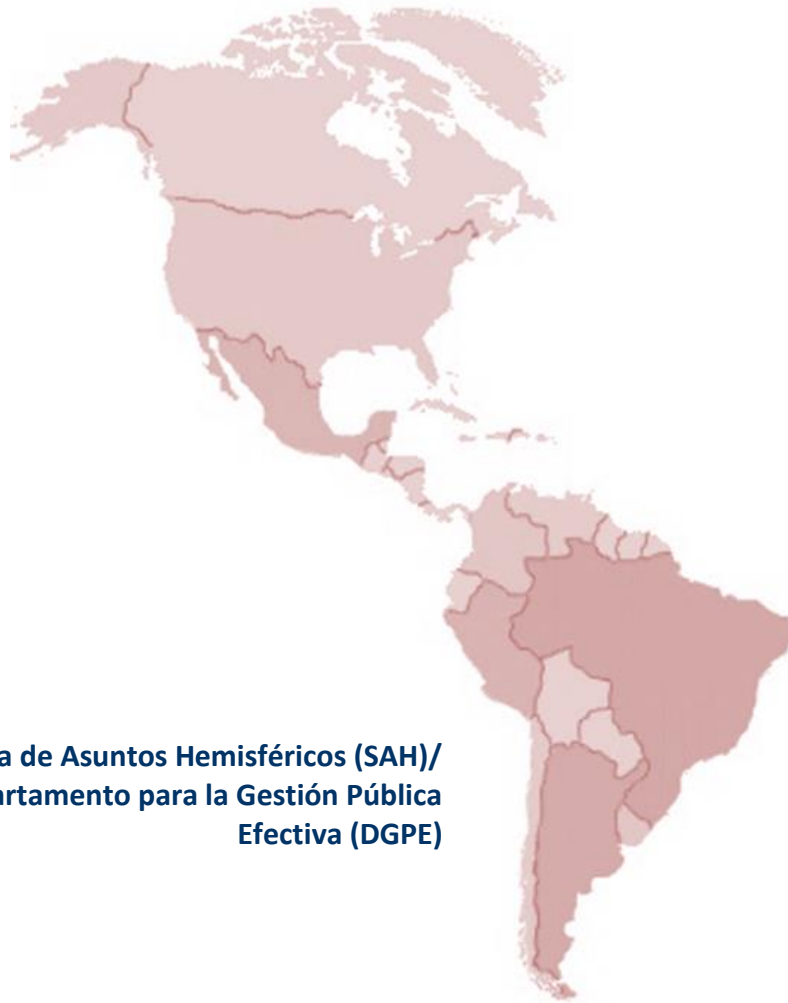 a de Asuntos Hemisféricos (SAH)/
artamento para la Gestión Pública
Efectiva (DGPE)